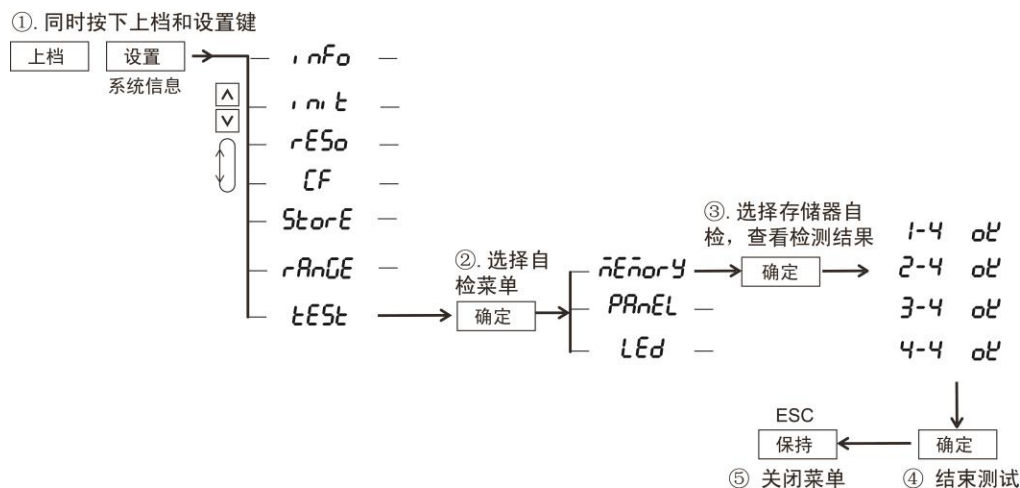 ①. 同时按下上档和设置键
上档 设置
系统信息
inFo
init
rESo
CF
StorE
rAnGE
tESt
②. 选择自
检菜单
确定
mEmorY
PAnEL
LEd
③. 选择存储器自
检，查看检测结果
确定
1-4 oK
2-4 oK
3-4 oK
4-4 oK
ESC
保持
确定
⑤ 关闭菜单
④ 结束测试